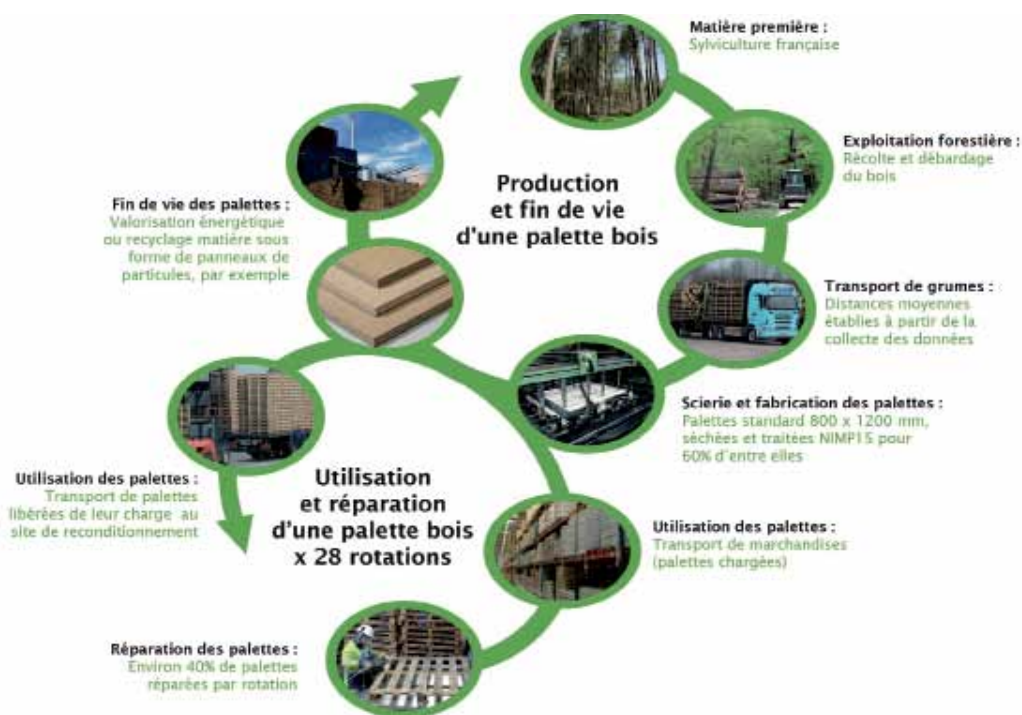 Matière première :
Sylviculture française
Exploitation forestière :
Récolte et débardage
du bois
Production
et fin de vie
d'une palette bois
Fin de vie des palettes :
Valorisation énergétique
ou recyclage matière sous
forme de panneaux de
particules, par exemple
Transport de grumes :
Distances moyennes
établies à partir de la
collecte des données
Scierie et fabrication des palettes :
Palettes standard 800 x 1200 mm,
séchées et traitées NIMP15 pour
60% d'entre elles
Utilisation des palettes :
Transport de palettes
libérées de leur charge au
site de reconditionnement
Utilisation
et réparation
d'une palette bois
x 28 rotations
Utilisation des palettes :
Transport de marchandises
(palettes chargées)
Réparation des palettes :
Environ 40% de palettes
réparées par rotation